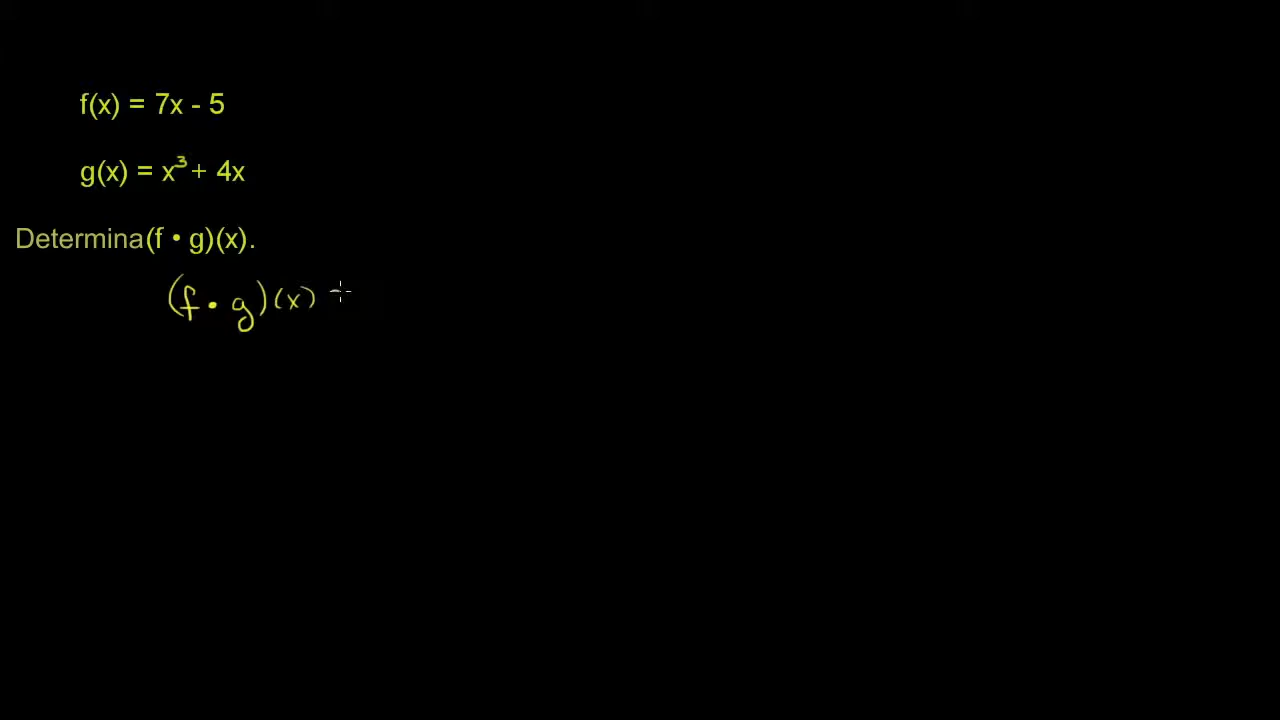 f(x) = 7x - 5
g(x) = x³ + 4x
Determina (f • g)(x).
(f • g)(x)